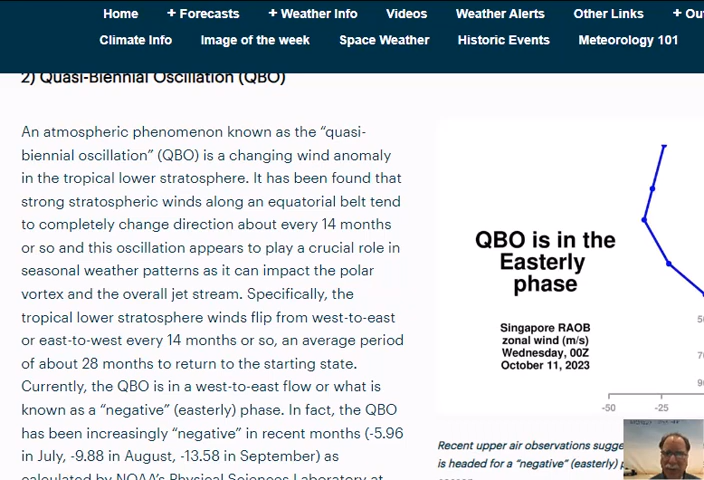 Home + Forecasts + Weather Info Videos Weather Alerts Other Links + Ou
Climate Info Image of the week Space Weather Historic Events Meteorology 101
2) Quasi-Biennial Oscillation (QBO)
An atmospheric phenomenon known as the “quasi-
biennial oscillation” (QBO) is a changing wind anomaly
in the tropical lower stratosphere. It has been found that
strong stratospheric winds along an equatorial belt tend
to completely change direction about every 14 months
or so and this oscillation appears to play a crucial role in
seasonal weather patterns as it can impact the polar
vortex and the overall jet stream. Specifically, the
tropical lower stratosphere winds flip from west-to-east
or east-to-west every 14 months or so, an average period
of about 28 months to return to the starting state.
Currently, the QBO is in a west-to-east flow or what is
known as a “negative” (easterly) phase. In fact, the QBO
has been increasingly “negative” in recent months (-5.96
in July, -9.88 in August, -13.58 in September) as
calculated by NOAA’s Physical Sciences Laboratory at
QBO is in the
Easterly
phase
Singapore RAOB
zonal wind (m/s)
Wednesday, 00Z
October 11, 2023
-50 -25
Recent upper air observations sugge
is headed for a “negative” (easterly)